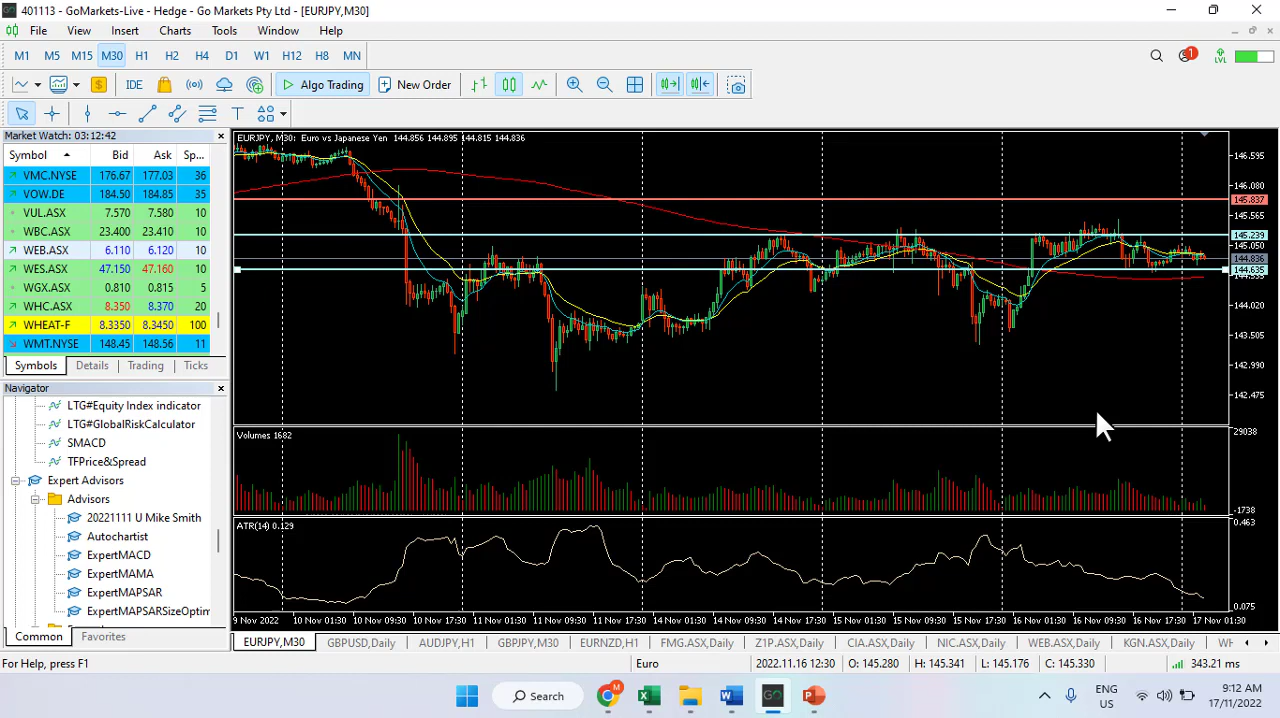 401113 - GoMarkets-Live - Hedge - Go Markets Pty Ltd - [EURJPY,M30]
File View Insert Charts Tools Window Help
M1 M5 M15 M30 H1 H2 H4 D1 W1 H12 H8 MN
1 LVL
IDE Algo Trading New Order
Market Watch: 03:12:42
Symbol Bid Ask Sp...
VMC.NYSE 176.67 177.03 36
VOW.DE 184.50 184.85 35
VUL.ASX 7.570 7.580 10
WBC.ASX 23.400 23.410 10
WEB.ASX 6.110 6.120 10
WES.ASX 47.150 47.160 10
WGX.ASX 0.810 0.815 5
WHC.ASX 8.350 8.370 20
WHEAT-F 8.3350 8.3450 100
WMT.NYSE 148.45 148.56 11
Symbols Details Trading Ticks
Navigator
LTG#Equity Index indicator
LTG#GlobalRiskCalculator
SMACD
TFPrice&Spread
Expert Advisors
Advisors
20221111 U Mike Smith
Autochartist
ExpertMACD
ExpertMAMA
ExpertMAPSAR
ExpertMAPSARSizeOptim
Common Favorites
EURJPY, M30: Euro vs Japanese Yen 144.856 144.895 144.815 144.836
146.595
146.080
145.837
145.565
145.239
145.050
144.836
144.635
144.020
143.505
142.990
142.475
Volumes 1682
29038
-1738
ATR(14) 0.129
0.463
0.075
9 Nov 2022 10 Nov 01:30 10 Nov 09:30 10 Nov 17:30 11 Nov 01:30 11 Nov 09:30 11 Nov 17:30 14 Nov 01:30 14 Nov 09:30 14 Nov 17:30 15 Nov 01:30 15 Nov 09:30 15 Nov 17:30 16 Nov 01:30 16 Nov 09:30 16 Nov 17:30 17 Nov 01:30
EURJPY,M30 GBPUSD,Daily AUDJPY,H1 GBPJPY,M30 EURNZD,H1 FMG.ASX,Daily Z1P.ASX,Daily CIA.ASX,Daily NIC.ASX,Daily WEB.ASX,Daily KGN.ASX,Daily
For Help, press F1 Euro 2022.11.16 12:30 O: 145.280 H: 145.341 L: 145.176 C: 145.330 343.21 ms
Search ENG US 9:12 AM 17/11/2022